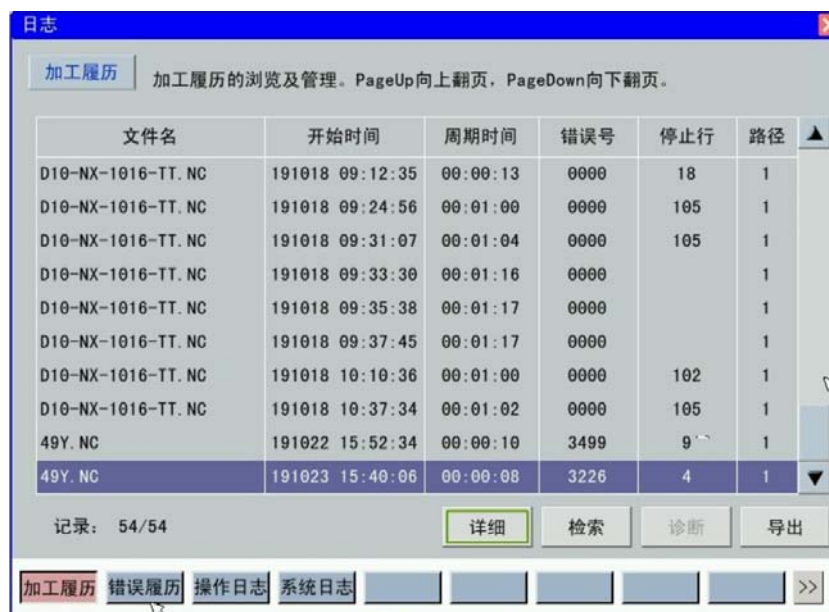 日志
加工履历 加工履历的浏览及管理。PageUp向上翻页，PageDown向下翻页。
文件名 开始时间 周期时间 错误号 停止行 路径
D10-NX-1016-TT.NC 191018 09:12:35 00:00:13 0000 18 1
D10-NX-1016-TT.NC 191018 09:24:56 00:01:00 0000 105 1
D10-NX-1016-TT.NC 191018 09:31:07 00:01:04 0000 105 1
D10-NX-1016-TT.NC 191018 09:33:30 00:01:16 0000 1
D10-NX-1016-TT.NC 191018 09:35:38 00:01:17 0000 1
D10-NX-1016-TT.NC 191018 09:37:45 00:01:17 0000 1
D10-NX-1016-TT.NC 191018 10:10:36 00:01:00 0000 102 1
D10-NX-1016-TT.NC 191018 10:37:34 00:01:02 0000 105 1
49Y.NC 191022 15:52:34 00:00:10 3499 9 1
49Y.NC 191023 15:40:06 00:00:08 3226 4 1
记录： 54/54 详细 检索 诊断 导出
加工履历 错误履历 操作日志 系统日志 >>